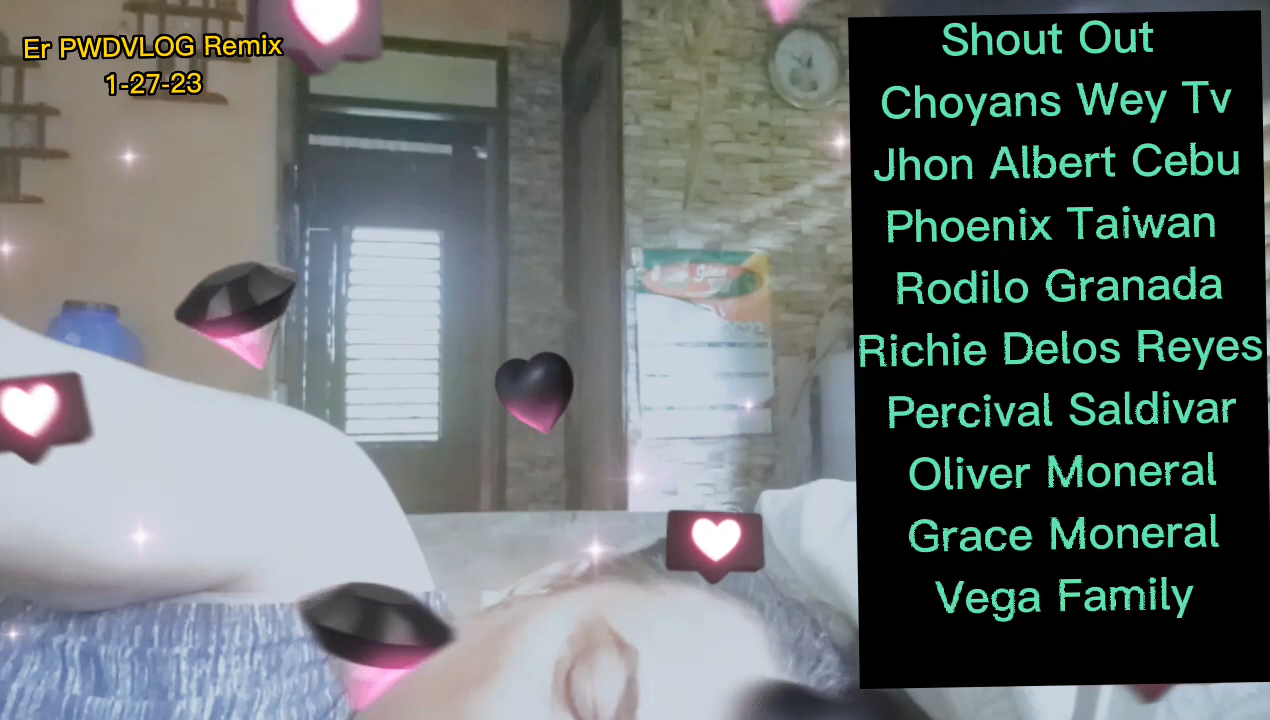 Er PWDVLOG Remix
1-27-23
Shout Out
Choyans Wey Tv
Jhon Albert Cebu
Phoenix Taiwan
Rodilo Granada
Richie Delos Reyes
Percival Saldivar
Oliver Moneral
Grace Moneral
Vega Family